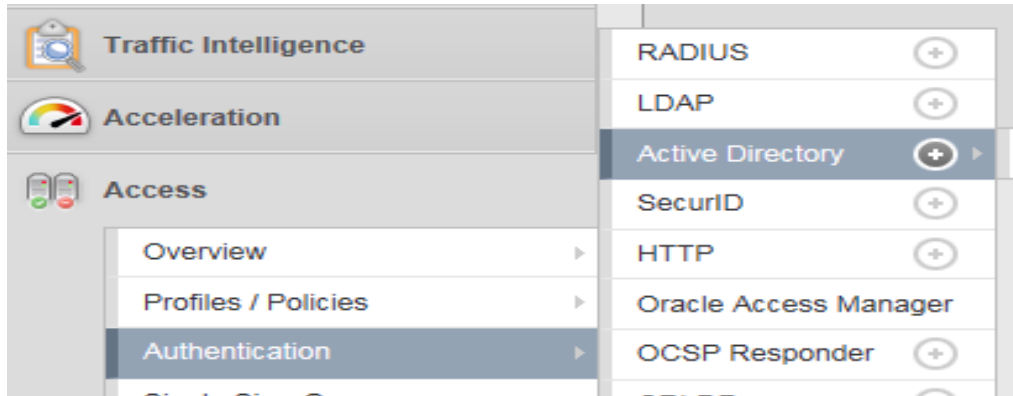 Traffic Intelligence
Acceleration
Access
Overview
Profiles / Policies
Authentication
RADIUS
LDAP
Active Directory
SecurID
HTTP
Oracle Access Manager
OCSP Responder